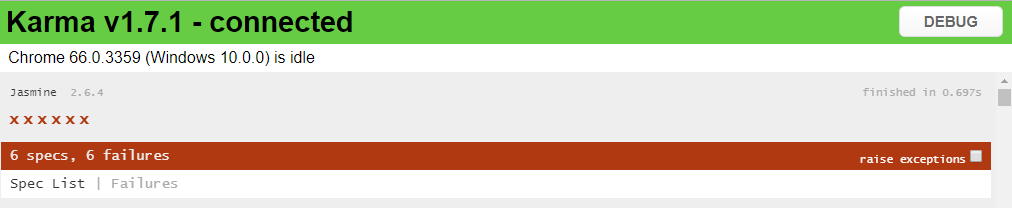 Karma v1.7.1 - connected
DEBUG
Chrome 66.0.3359 (Windows 10.0.0) is idle
Jasmine 2.6.4
finished in 0.697s
x x x x x x
6 specs, 6 failures
raise exceptions
Spec List | Failures